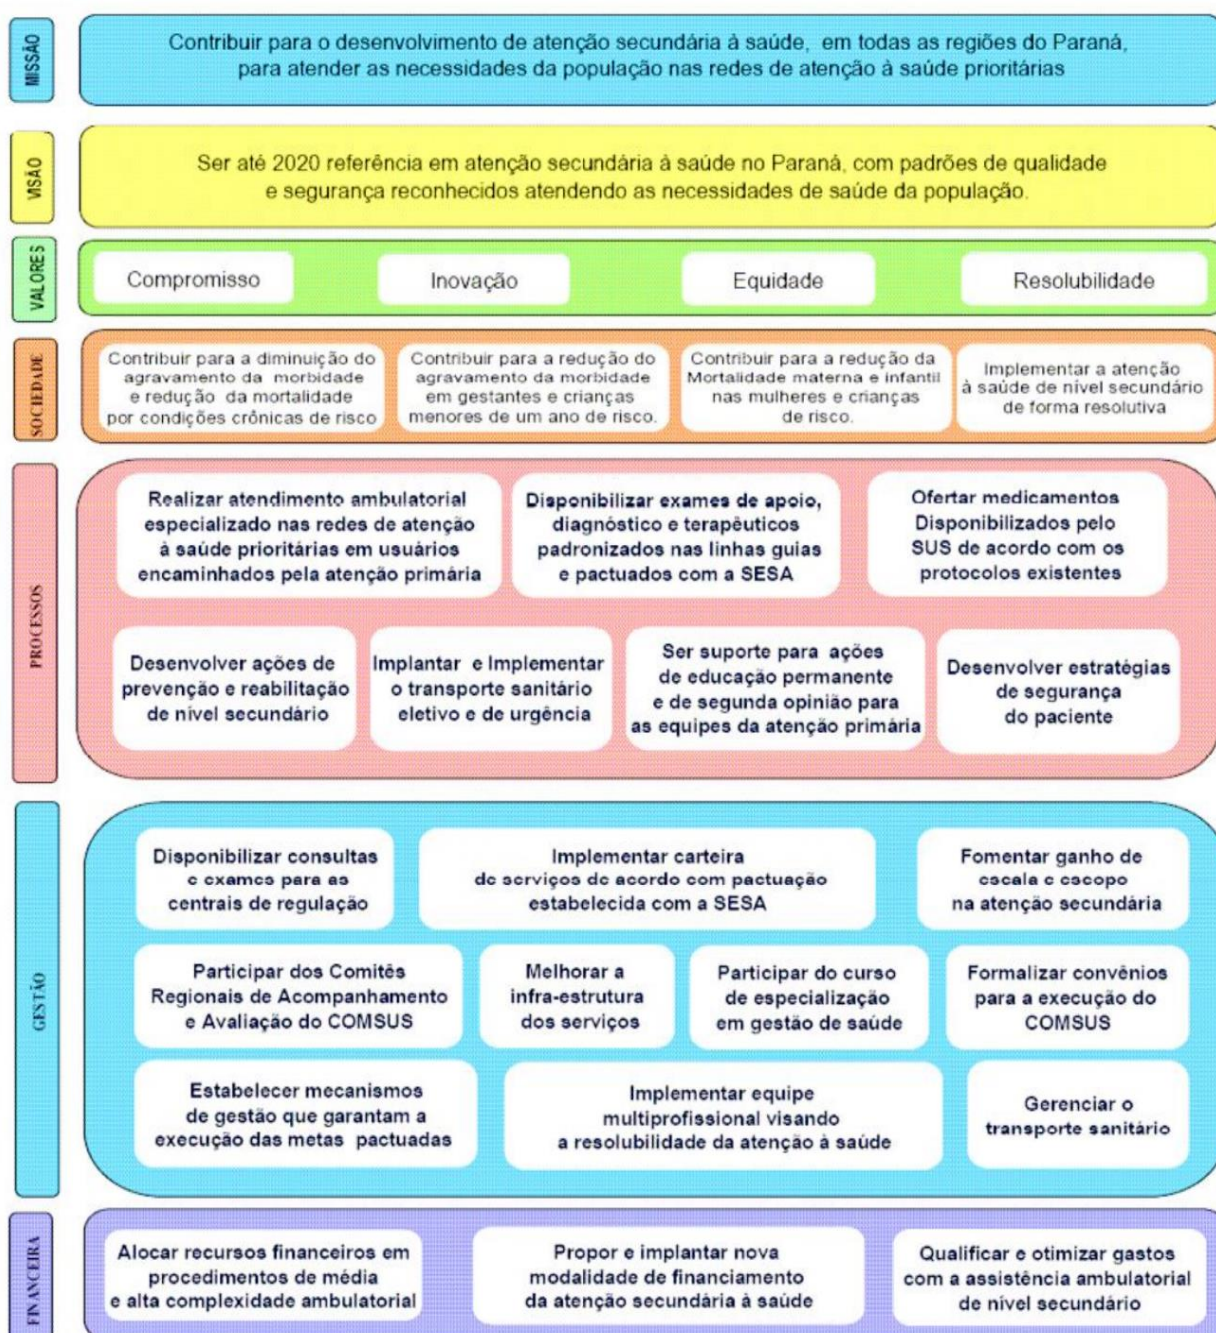 MISSÃO
Contribuir para o desenvolvimento de atenção secundária à saúde, em todas as regiões do Paraná,
para atender as necessidades da população nas redes de atenção à saúde prioritárias
VISÃO
Ser até 2020 referência em atenção secundária à saúde no Paraná, com padrões de qualidade
e segurança reconhecidos atendendo as necessidades de saúde da população.
VALORES
Compromisso
Inovação
Equidade
Resolubilidade
SOCIEDADE
Contribuir para a diminuição do
agravamento da morbidade
e redução da mortalidade
por condições crônicas de risco
Contribuir para a redução do
agravamento da morbidade
em gestantes e crianças
menores de um ano de risco.
Contribuir para a redução da
Mortalidade materna e infantil
nas mulheres e crianças
de risco.
Implementar a atenção
à saúde de nível secundário
de forma resolutiva
PROCESSOS
Realizar atendimento ambulatorial
especializado nas redes de atenção
à saúde prioritárias em usuários
encaminhados pela atenção primária
Disponibilizar exames de apoio,
diagnóstico e terapêuticos
padronizados nas linhas guias
e pactuados com a SESA
Ofertar medicamentos
Disponibilizados pelo
SUS de acordo com os
protocolos existentes
Desenvolver ações de
prevenção e reabilitação
de nível secundário
Implantar e Implementar
o transporte sanitário
eletivo e de urgência
Ser suporte para ações
de educação permanente
e de segunda opinião para
as equipes da atenção primária
Desenvolver estratégias
de segurança
do paciente
GESTÃO
Disponibilizar consultas
e exames para as
centrais de regulação
Implementar carteira
de serviços de acordo com pactuação
estabelecida com a SESA
Fomentar ganho de
escala e escopo
na atenção secundária
Participar dos Comitês
Regionais de Acompanhamento
e Avaliação do COMSUS
Melhorar a
infra-estrutura
dos serviços
Participar do curso
de especialização
em gestão de saúde
Formalizar convênios
para a execução do
COMSUS
Estabelecer mecanismos
de gestão que garantam a
execução das metas pactuadas
Implementar equipe
multiprofissional visando
a resolubilidade da atenção à saúde
Gerenciar o
transporte sanitário
FINANCEIRA
Alocar recursos financeiros em
procedimentos de média
e alta complexidade ambulatorial
Propor e implantar nova
modalidade de financiamento
da atenção secundária à saúde
Qualificar e otimizar gastos
com a assistência ambulatorial
de nível secundário